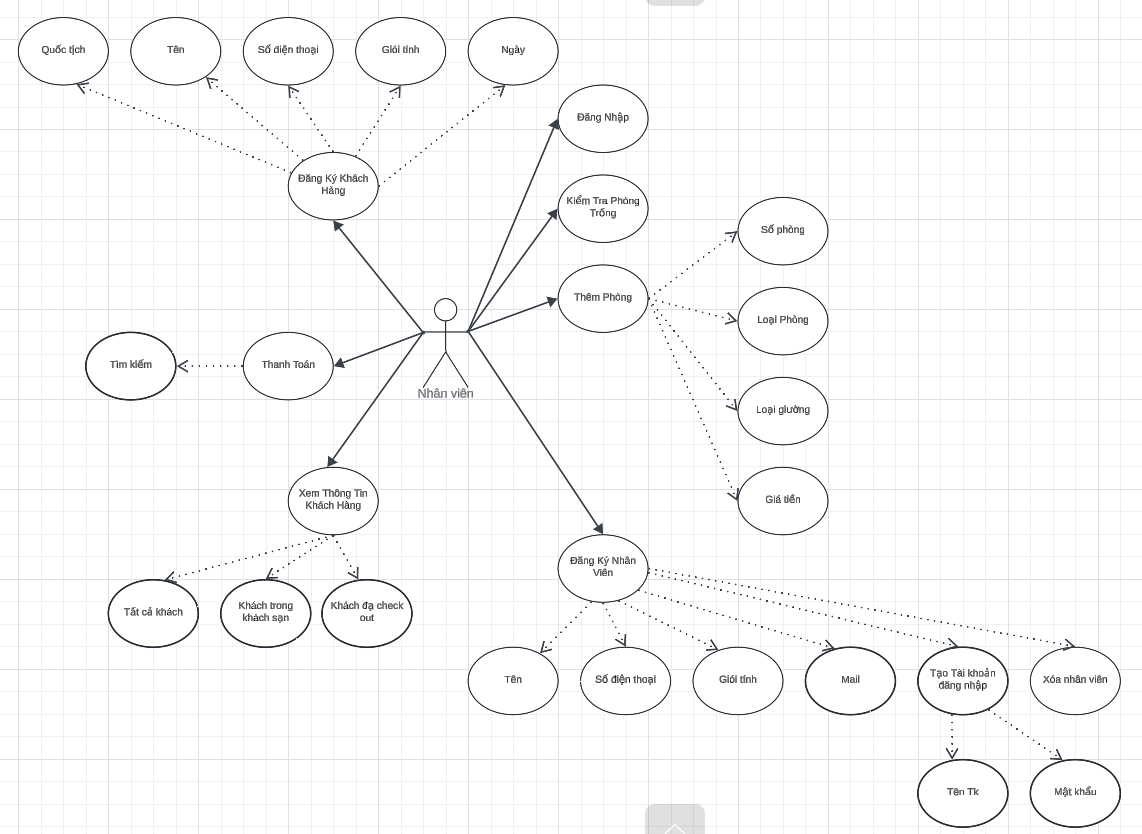 Quốc tịch
Tên
Số điện thoại
Giới tính
Ngày
Đăng Nhập
Đăng Ký Khách
Hàng
Kiểm Tra Phòng
Trống
Số phòng
Thêm Phòng
Loại Phòng
Tìm kiếm
Thanh Toán
Nhân viên
Loại giường
Xem Thông Tin
Khách Hàng
Giá tiền
Đăng Ký Nhân
Viên
Tất cả khách
Khách trong
khách sạn
Khách đạ check
out
Tên
Số điện thoại
Giới tính
Mail
Tạo Tài khoản
đăng nhập
Xóa nhân viên
Tên Tk
Mật khẩu